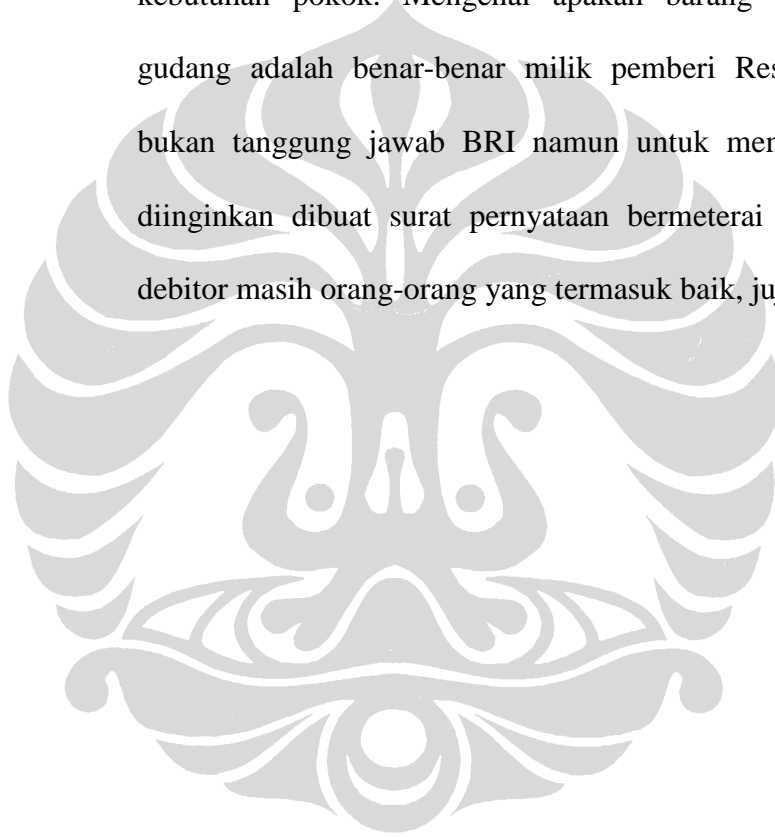 kebutuhan pokok. Mengenai apakan barang
gudang adalah benar-benar milik pemberi Res
bukan tanggung jawab BRI namun untuk men
diinginkan dibuat surat pernyataan bermeterai
debitor masih orang-orang yang termasuk baik, ju